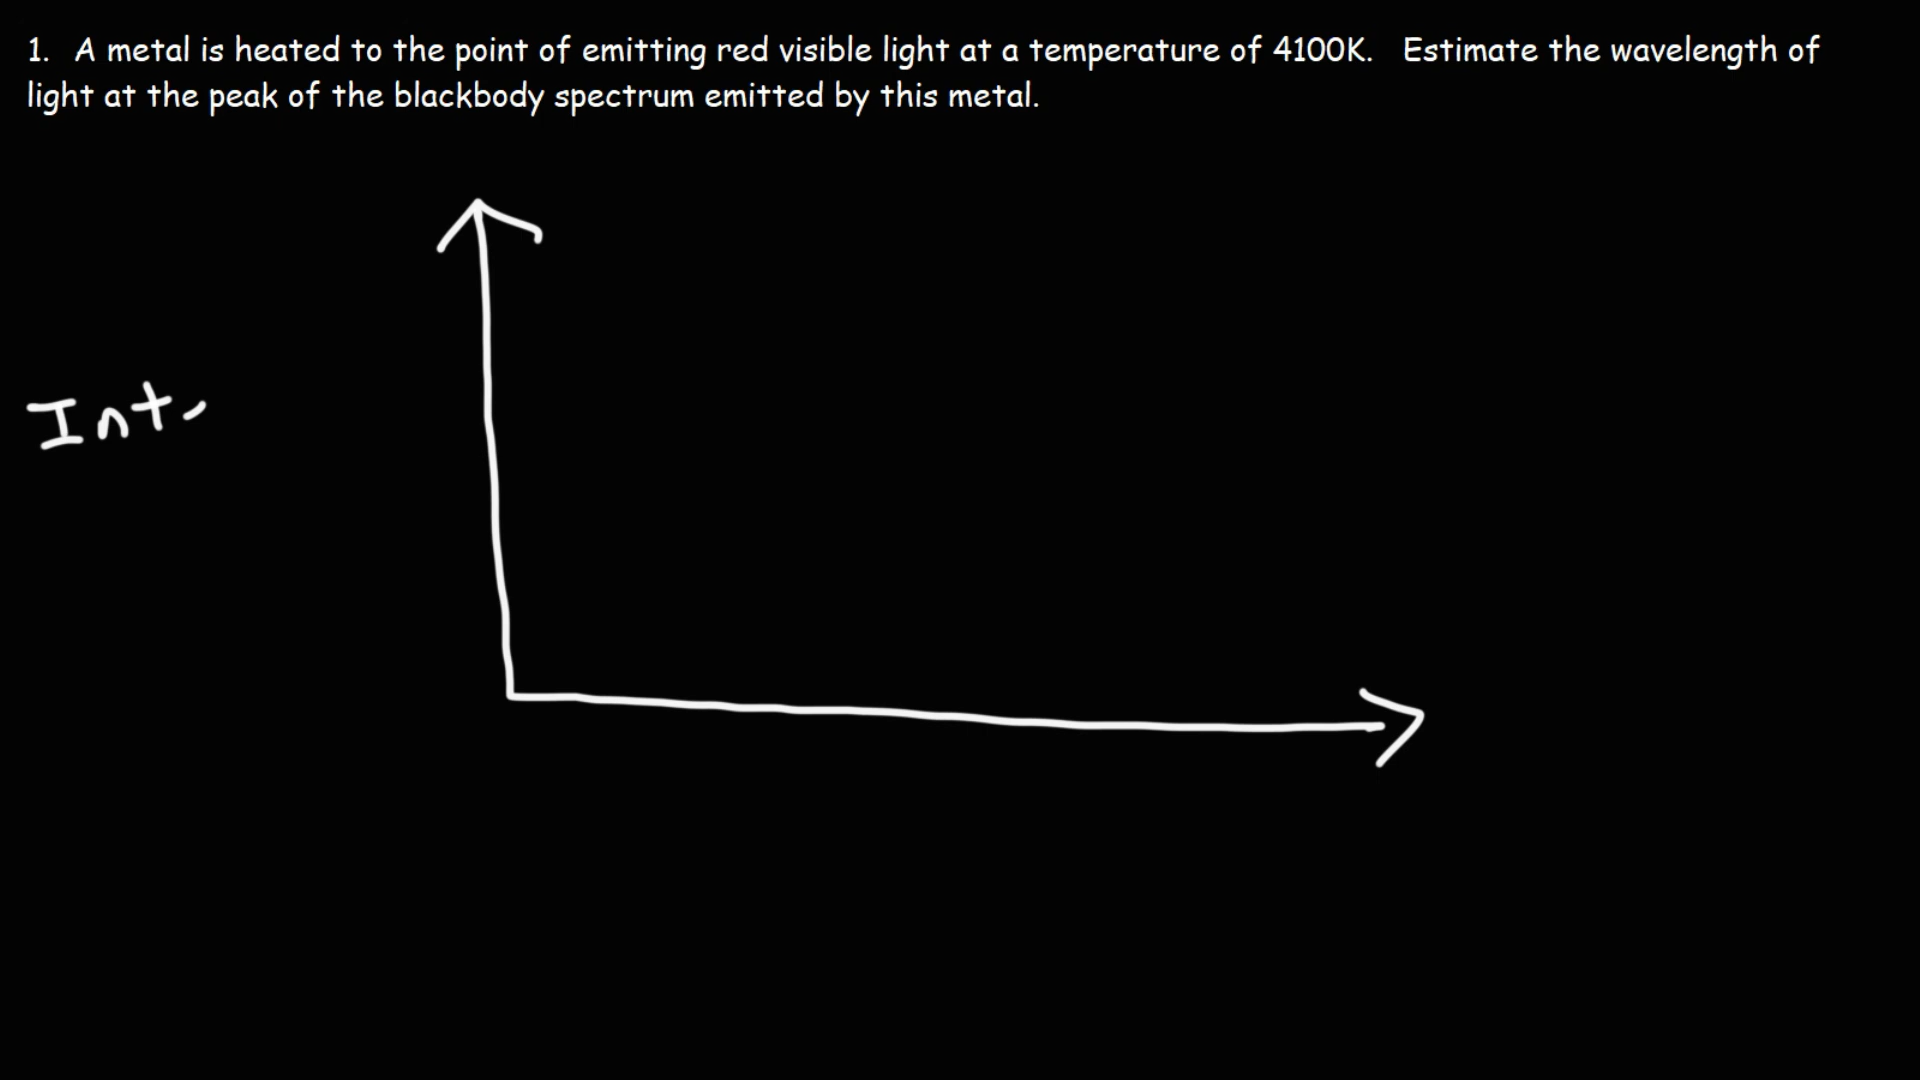 1. A metal is heated to the point of emitting red visible light at a temperature of 4100K. Estimate the wavelength of
light at the peak of the blackbody spectrum emitted by this metal.
Int